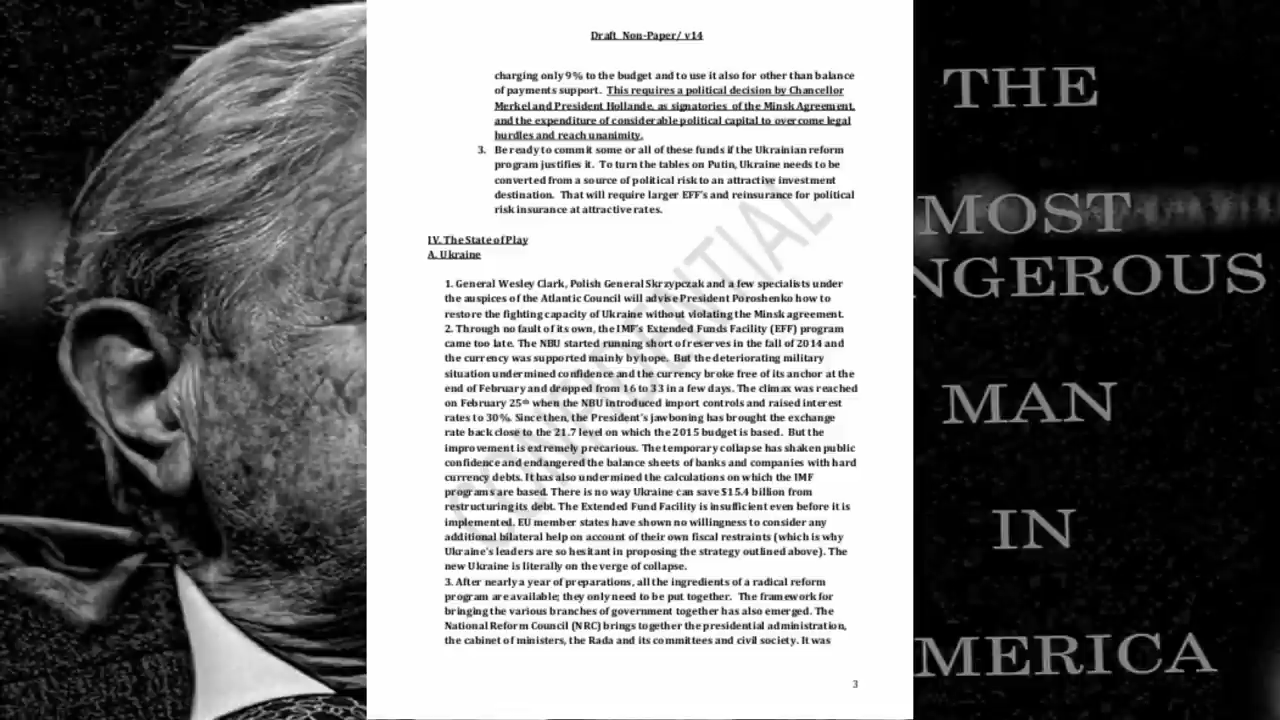 Draft Non-Paper/ v14
charging only 9% to the budget and to use it also for other than balance
of payments support. This requires a political decision by Chancellor
Merkel and President Hollande, as signatories of the Minsk Agreement,
and the expenditure of considerable political capital to overcome legal
hurdles and reach unanimity.
3. Be ready to commit some or all of these funds if the Ukrainian reform
program justifies it. To turn the tables on Putin, Ukraine needs to be
converted from a source of political risk to an attractive investment
destination. That will require larger EFF's and reinsurance for political
risk insurance at attractive rates.
IV. The State of Play
A. Ukraine
1. General Wesley Clark, Polish General Skrzypczak and a few specialists under
the auspices of the Atlantic Council will advise President Poroshenko how to
restore the fighting capacity of Ukraine without violating the Minsk agreement.
2. Through no fault of its own, the IMF's Extended Funds Facility (EFF) program
came too late. The NBU started running short of reserves in the fall of 2014 and
the currency was supported mainly by hope. But the deteriorating military
situation undermined confidence and the currency broke free of its anchor at the
end of February and dropped from 16 to 33 in a few days. The climax was reached
on February 25th when the NBU introduced import controls and raised interest
rates to 30%. Since then, the President's jawboning has brought the exchange
rate back close to the 21.7 level on which the 2015 budget is based. But the
improvement is extremely precarious. The temporary collapse has shaken public
confidence and endangered the balance sheets of banks and companies with hard
currency debts. It has also undermined the calculations on which the IMF
programs are based. There is no way Ukraine can save $15.4 billion from
restructuring its debt. The Extended Fund Facility is insufficient even before it is
implemented. EU member states have shown no willingness to consider any
additional bilateral help on account of their own fiscal restraints (which is why
Ukraine's leaders are so hesitant in proposing the strategy outlined above). The
new Ukraine is literally on the verge of collapse.
3. After nearly a year of preparations, all the ingredients of a radical reform
program are available; they only need to be put together. The framework for
bringing the various branches of government together has also emerged. The
National Reform Council (NRC) brings together the presidential administration,
the cabinet of ministers, the Rada and its committees and civil society. It was
3
CONFIDENTIAL
THE
MOST
NGEROUS
MAN
IN
MERICA